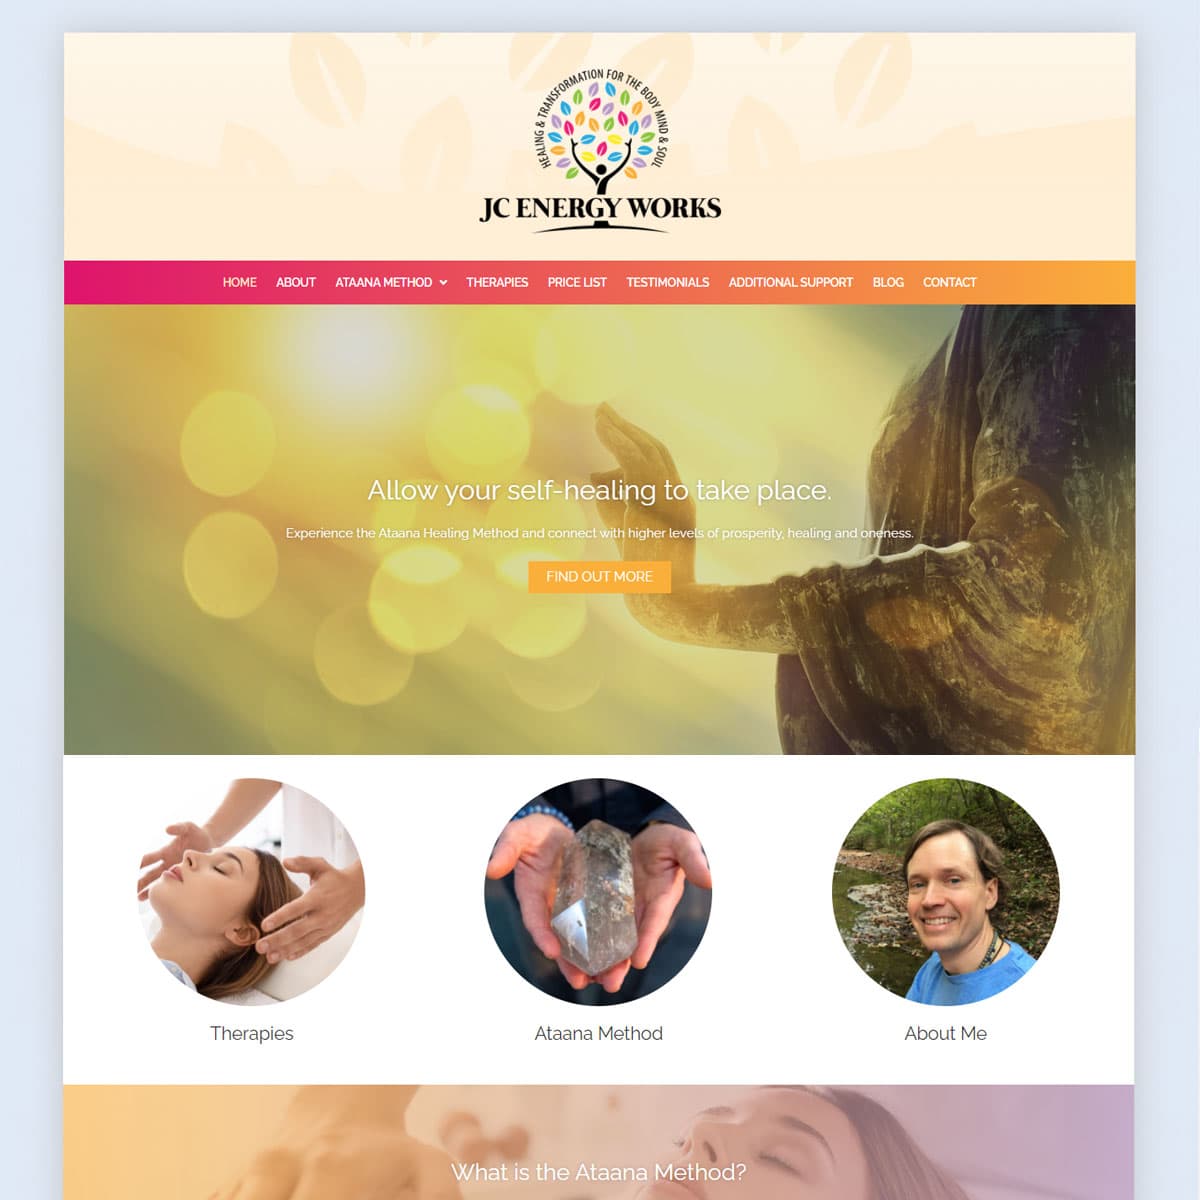 HEALING & TRANSFORMATION FOR THE BODY MIND & SOUL
JC ENERGY WORKS
HOME ABOUT ATAANA METHOD THERAPIES PRICE LIST TESTIMONIALS ADDITIONAL SUPPORT BLOG CONTACT
Allow your self-healing to take place.
Experience the Ataana Healing Method and connect with higher levels of prosperity, healing and oneness.
FIND OUT MORE
Therapies Ataana Method About Me
What is the Ataana Method?